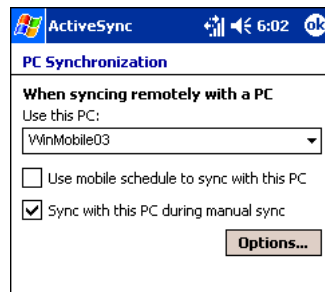 ActiveSync 6:02 ok
PC Synchronization
When syncing remotely with a PC
Use this PC:
WinMobile03
Use mobile schedule to sync with this PC
Sync with this PC during manual sync
Options...